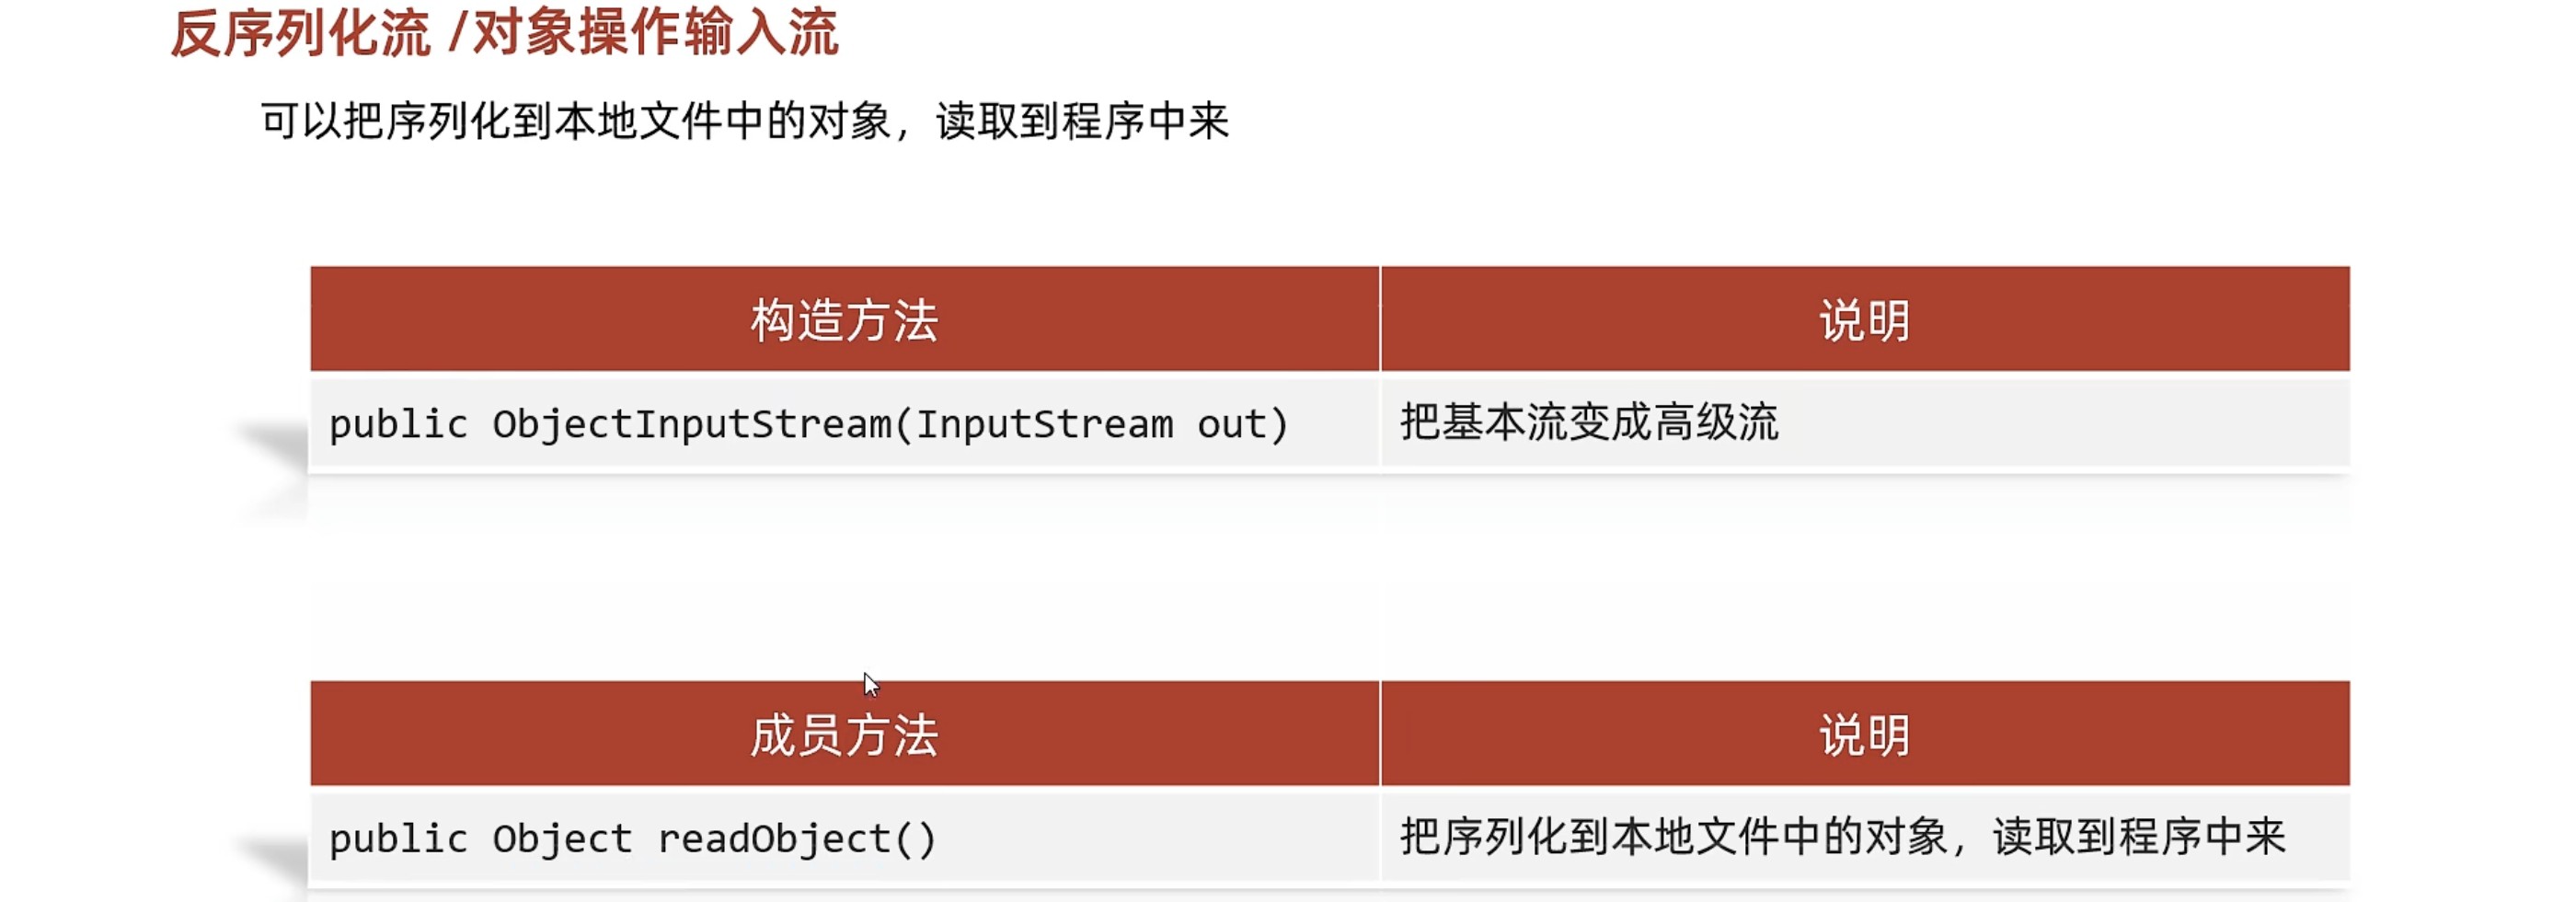 反序列化流 /对象操作输入流
可以把序列化到本地文件中的对象，读取到程序中来
构造方法 说明
public ObjectInputStream(InputStream out) 把基本流变成高级流
成员方法 说明
public Object readObject() 把序列化到本地文件中的对象，读取到程序中来